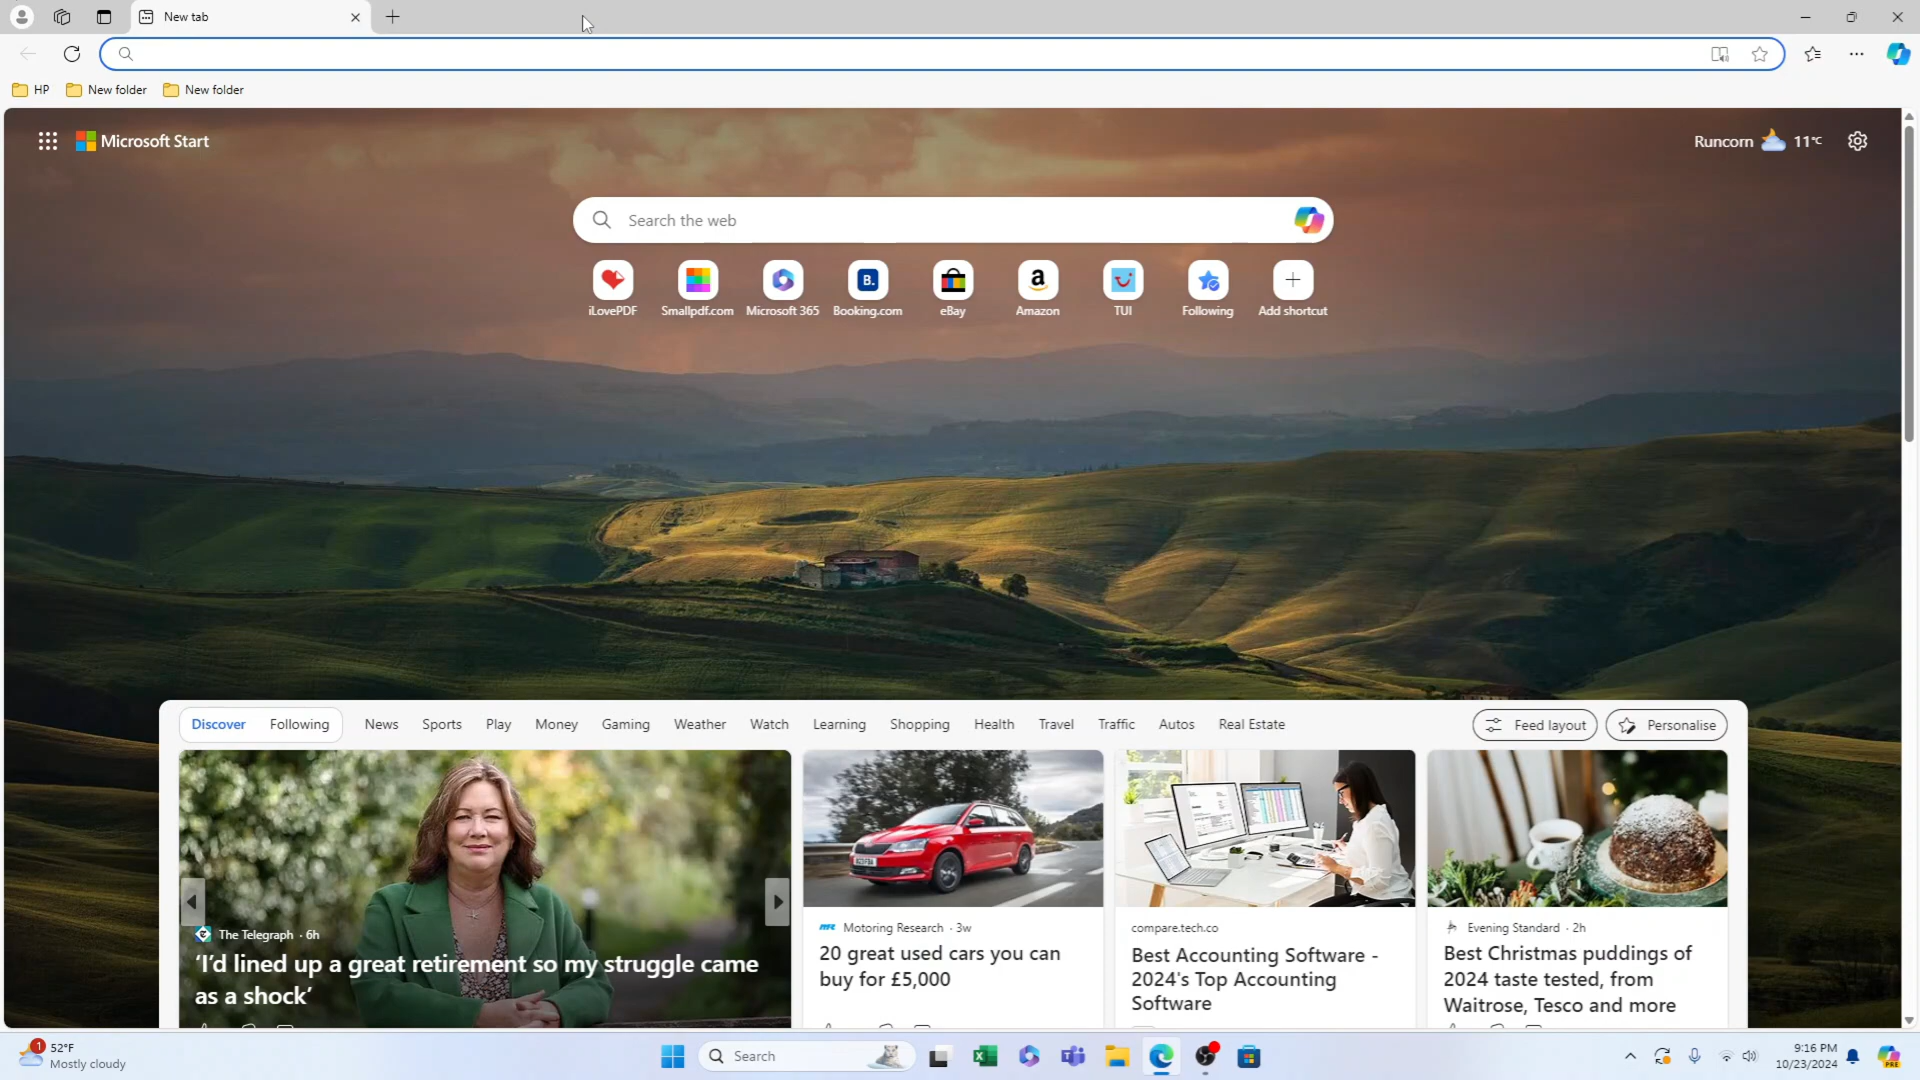 New tab
HP
New folder
New folder
Microsoft Start
Runcorn
11°C
Search the web
B.
a
iLovePDF
Smallpdf.com
Microsoft 365
Booking.com
eBay
Amazon
TUI
Following
Add shortcut
Discover
Following
News
Sports
Play
Money
Gaming
Weather
Watch
Learning
Shopping
Health
Travel
Traffic
Autos
Real Estate
Feed layout
Personalise
The Telegraph · 6h
‘I’d lined up a great retirement so my struggle came
as a shock’
Motoring Research · 3w
20 great used cars you can
buy for £5,000
compare.tech.co
Best Accounting Software -
2024's Top Accounting
Software
Evening Standard · 2h
Best Christmas puddings of
2024 taste tested, from
Waitrose, Tesco and more
1
52°F
Mostly cloudy
Search
9:16 PM
10/23/2024
PRE